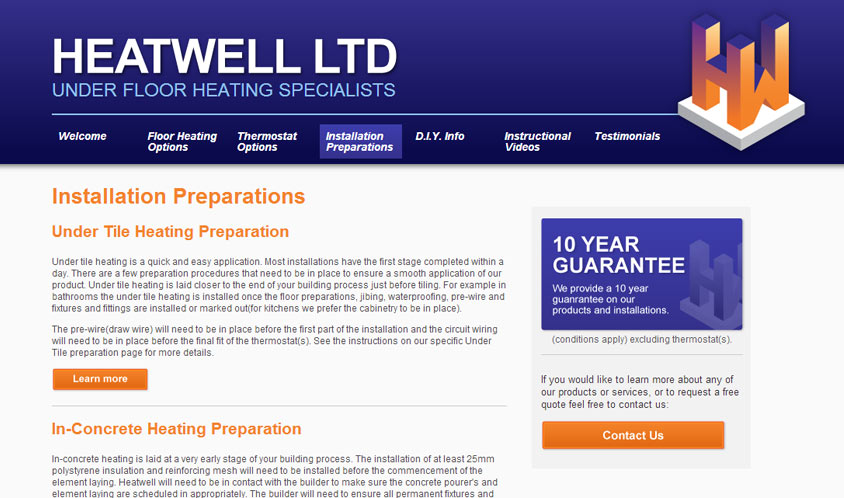 HEATWELL LTD
UNDER FLOOR HEATING SPECIALISTS
HW
Welcome
Floor Heating
Options
Thermostat
Options
Installation
Preparations
D.I.Y. Info
Instructional
Videos
Testimonials
Installation Preparations
Under Tile Heating Preparation
Under tile heating is a quick and easy application. Most installations have the first stage completed within a
day. There are a few preparation procedures that need to be in place to ensure a smooth application of our
product. Under tile heating is laid closer to the end of your building process just before tiling. For example in
bathrooms the under tile heating is installed once the floor preparations, jibing, waterproofing, pre-wire and
fixtures and fittings are installed or marked out(for kitchens we prefer the cabinetry to be in place).
The pre-wire(draw wire) will need to be in place before the first part of the installation and the circuit wiring
will need to be in place before the final fit of the thermostat(s). See the instructions on our specific Under
Tile preparation page for more details.
Learn more
In-Concrete Heating Preparation
In-concrete heating is laid at a very early stage of your building process. The installation of at least 25mm
polystyrene insulation and reinforcing mesh will need to be installed before the commencement of the
element laying. Heatwell will need to be in contact with the builder to make sure the concrete pourer's and
element laying are scheduled in appropriately. The builder will need to ensure all permanent fixtures and
10 YEAR
GUARANTEE
We provide a 10 year
guanrantee on our
products and installations.
HW
(conditions apply) excluding thermostat(s).
If you would like to learn more about any of
our products or services, or to request a free
quote feel free to contact us:
Contact Us